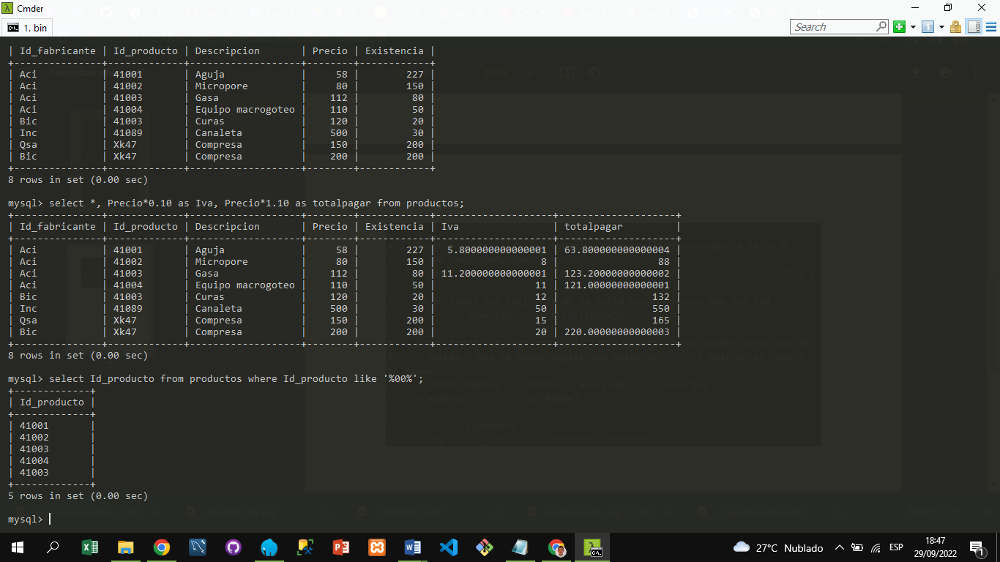 Cmder
1. bin
Search
| Id_fabricante | Id_producto | Descripcion       | Precio | Existencia |
+---------------+-------------+-------------------+--------+------------+
| Aci           | 41001       | Aguja             |     58 |        227 |
| Aci           | 41002       | Micropore         |     80 |        150 |
| Aci           | 41003       | Gasa              |    112 |         80 |
| Aci           | 41004       | Equipo macrogoteo |    110 |         50 |
| Bic           | 41003       | Curas             |    120 |         20 |
| Inc           | 41089       | Canaleta          |    500 |         30 |
| Qsa           | Xk47        | Compresa          |    150 |        200 |
| Bic           | Xk47        | Compresa          |    200 |        200 |
+---------------+-------------+-------------------+--------+------------+
8 rows in set (0.00 sec)
mysql> select *, Precio*0.10 as Iva, Precio*1.10 as totalpagar from productos;
+---------------+-------------+-------------------+--------+------------+--------------------+--------------------+
| Id_fabricante | Id_producto | Descripcion       | Precio | Existencia | Iva                | totalpagar         |
+---------------+-------------+-------------------+--------+------------+--------------------+--------------------+
| Aci           | 41001       | Aguja             |     58 |        227 |  5.800000000000001 | 63.800000000000004 |
| Aci           | 41002       | Micropore         |     80 |        150 |                  8 |                 88 |
| Aci           | 41003       | Gasa              |    112 |         80 | 11.200000000000001 | 123.20000000000002 |
| Aci           | 41004       | Equipo macrogoteo |    110 |         50 |                 11 | 121.00000000000001 |
| Bic           | 41003       | Curas             |    120 |         20 |                 12 |                132 |
| Inc           | 41089       | Canaleta          |    500 |         30 |                 50 |                550 |
| Qsa           | Xk47        | Compresa          |    150 |        200 |                 15 |                165 |
| Bic           | Xk47        | Compresa          |    200 |        200 |                 20 | 220.00000000000003 |
+---------------+-------------+-------------------+--------+------------+--------------------+--------------------+
8 rows in set (0.00 sec)
mysql> select Id_producto from productos where Id_producto like '%00%';
+-------------+
| Id_producto |
+-------------+
| 41001       |
| 41002       |
| 41003       |
| 41004       |
| 41003       |
+-------------+
5 rows in set (0.00 sec)
mysql>
27°C Nublado
ESP
18:47
29/09/2022
1